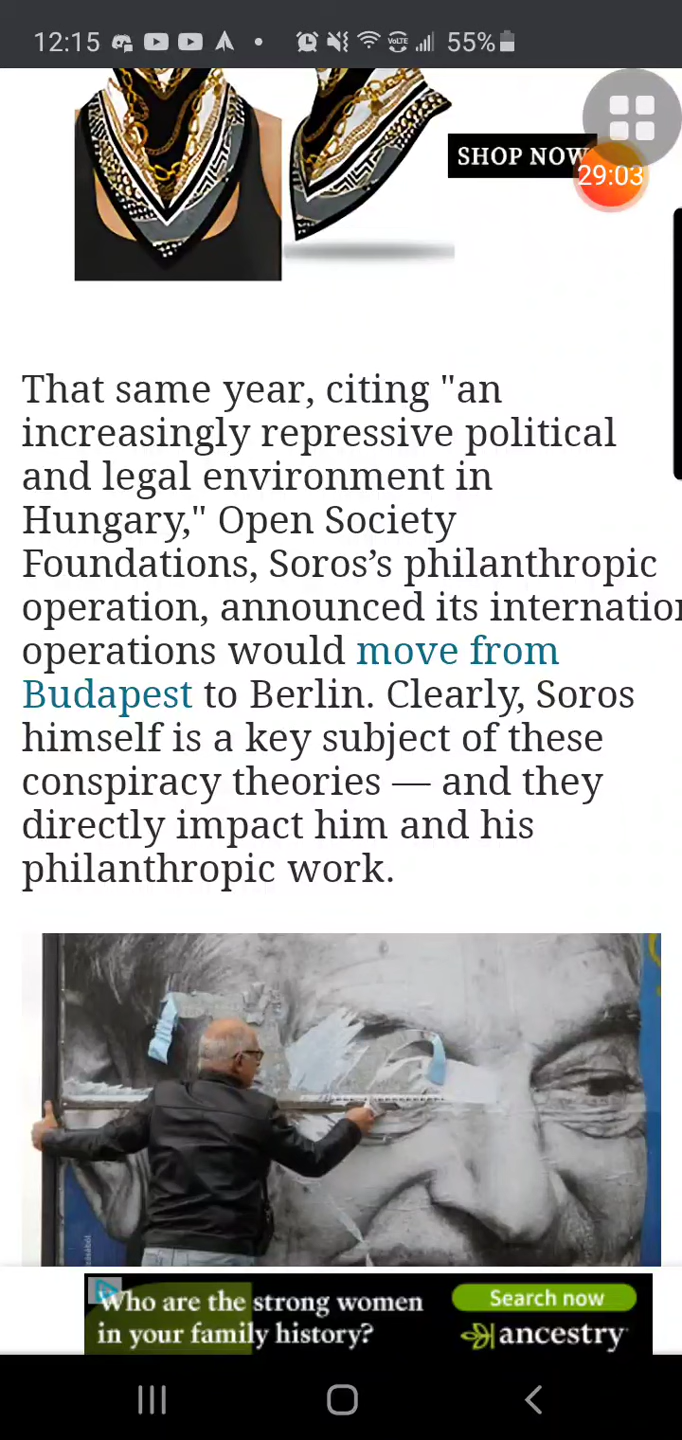 12:15
VoLTE
55%
SHOP NOW
29:03
That same year, citing "an
increasingly repressive political
and legal environment in
Hungary," Open Society
Foundations, Soros’s philanthropic
operation, announced its internation
operations would move from
Budapest to Berlin. Clearly, Soros
himself is a key subject of these
conspiracy theories — and they
directly impact him and his
philanthropic work.
Who are the strong women
in your family history?
Search now
ancestry